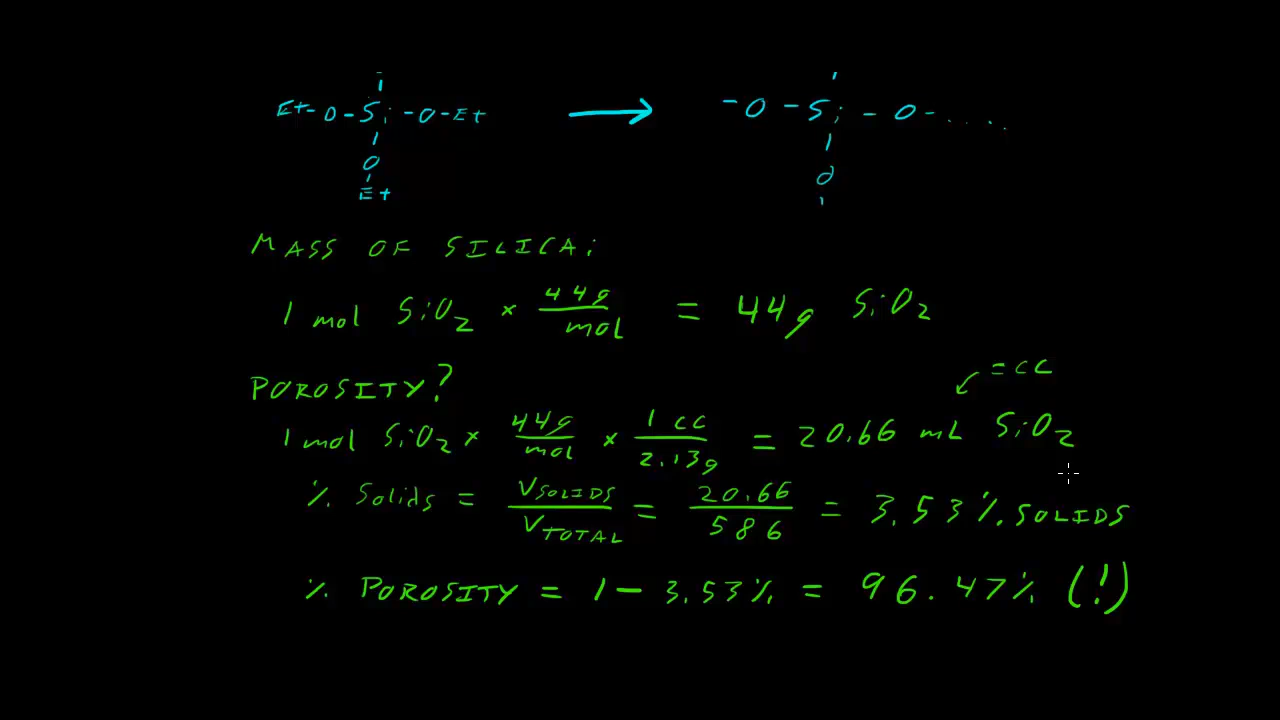 Et-O-Si-O-Et → -O-Si-O-....
O O
Et
MASS OF SILICA:
1 mol SiO2 × 44g/mol = 44g SiO2
= CC
POROSITY?
1 mol SiO2 × 44g/mol × 1 cc/2.13g = 20.66 mL SiO2
% Solids = VSOLIDS/VTOTAL = 20.66/586 = 3.53% SOLIDS
% POROSITY = 1 - 3.53% = 96.47% (!)